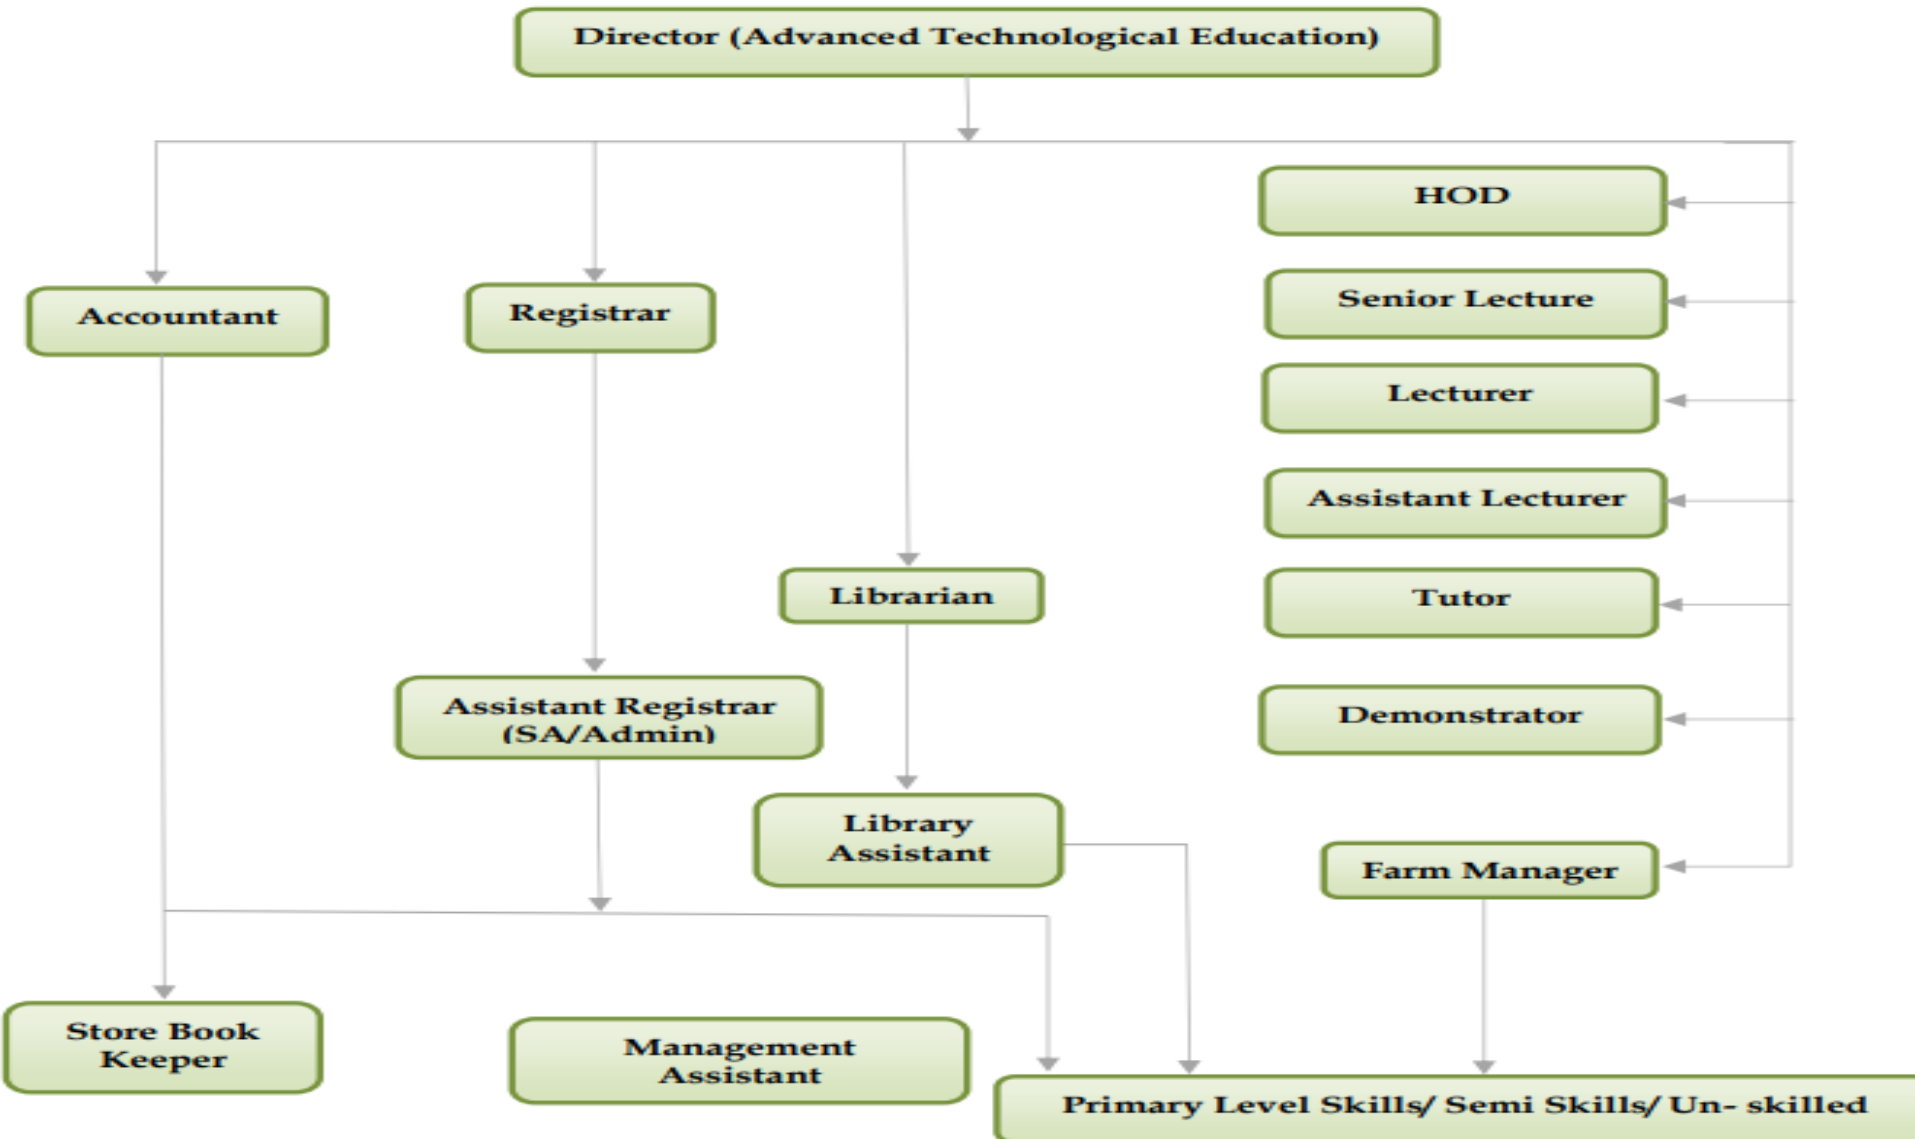 Director (Advanced Technological Education)
HOD
Senior Lecture
Accountant
Registrar
Lecturer
Assistant Lecturer
Librarian
Tutor
Assistant Registrar
(SA/Admin)
Demonstrator
Library
Assistant
Farm Manager
Store Book
Keeper
Management
Assistant
Primary Level Skills/ Semi Skills/ Un- skilled